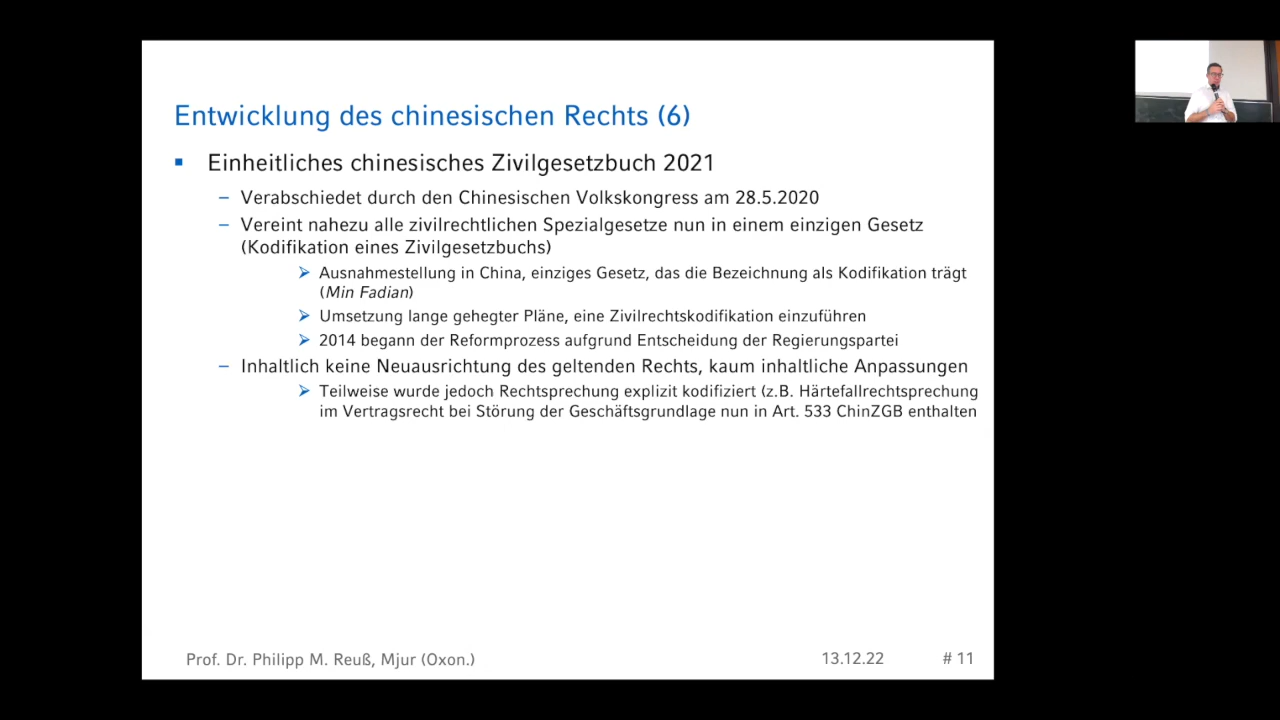 Entwicklung des chinesischen Rechts (6)
Einheitliches chinesisches Zivilgesetzbuch 2021
– Verabschiedet durch den Chinesischen Volkskongress am 28.5.2020
– Vereint nahezu alle zivilrechtlichen Spezialgesetze nun in einem einzigen Gesetz
(Kodifikation eines Zivilgesetzbuchs)
Ausnahmestellung in China, einziges Gesetz, das die Bezeichnung als Kodifikation trägt
(Min Fadian)
Umsetzung lange gehegter Pläne, eine Zivilrechtskodifikation einzuführen
2014 begann der Reformprozess aufgrund Entscheidung der Regierungspartei
– Inhaltlich keine Neuausrichtung des geltenden Rechts, kaum inhaltliche Anpassungen
Teilweise wurde jedoch Rechtsprechung explizit kodifiziert (z.B. Härtefallrechtsprechung
im Vertragsrecht bei Störung der Geschäftsgrundlage nun in Art. 533 ChinZGB enthalten
Prof. Dr. Philipp M. Reuß, Mjur (Oxon.) 13.12.22 # 11